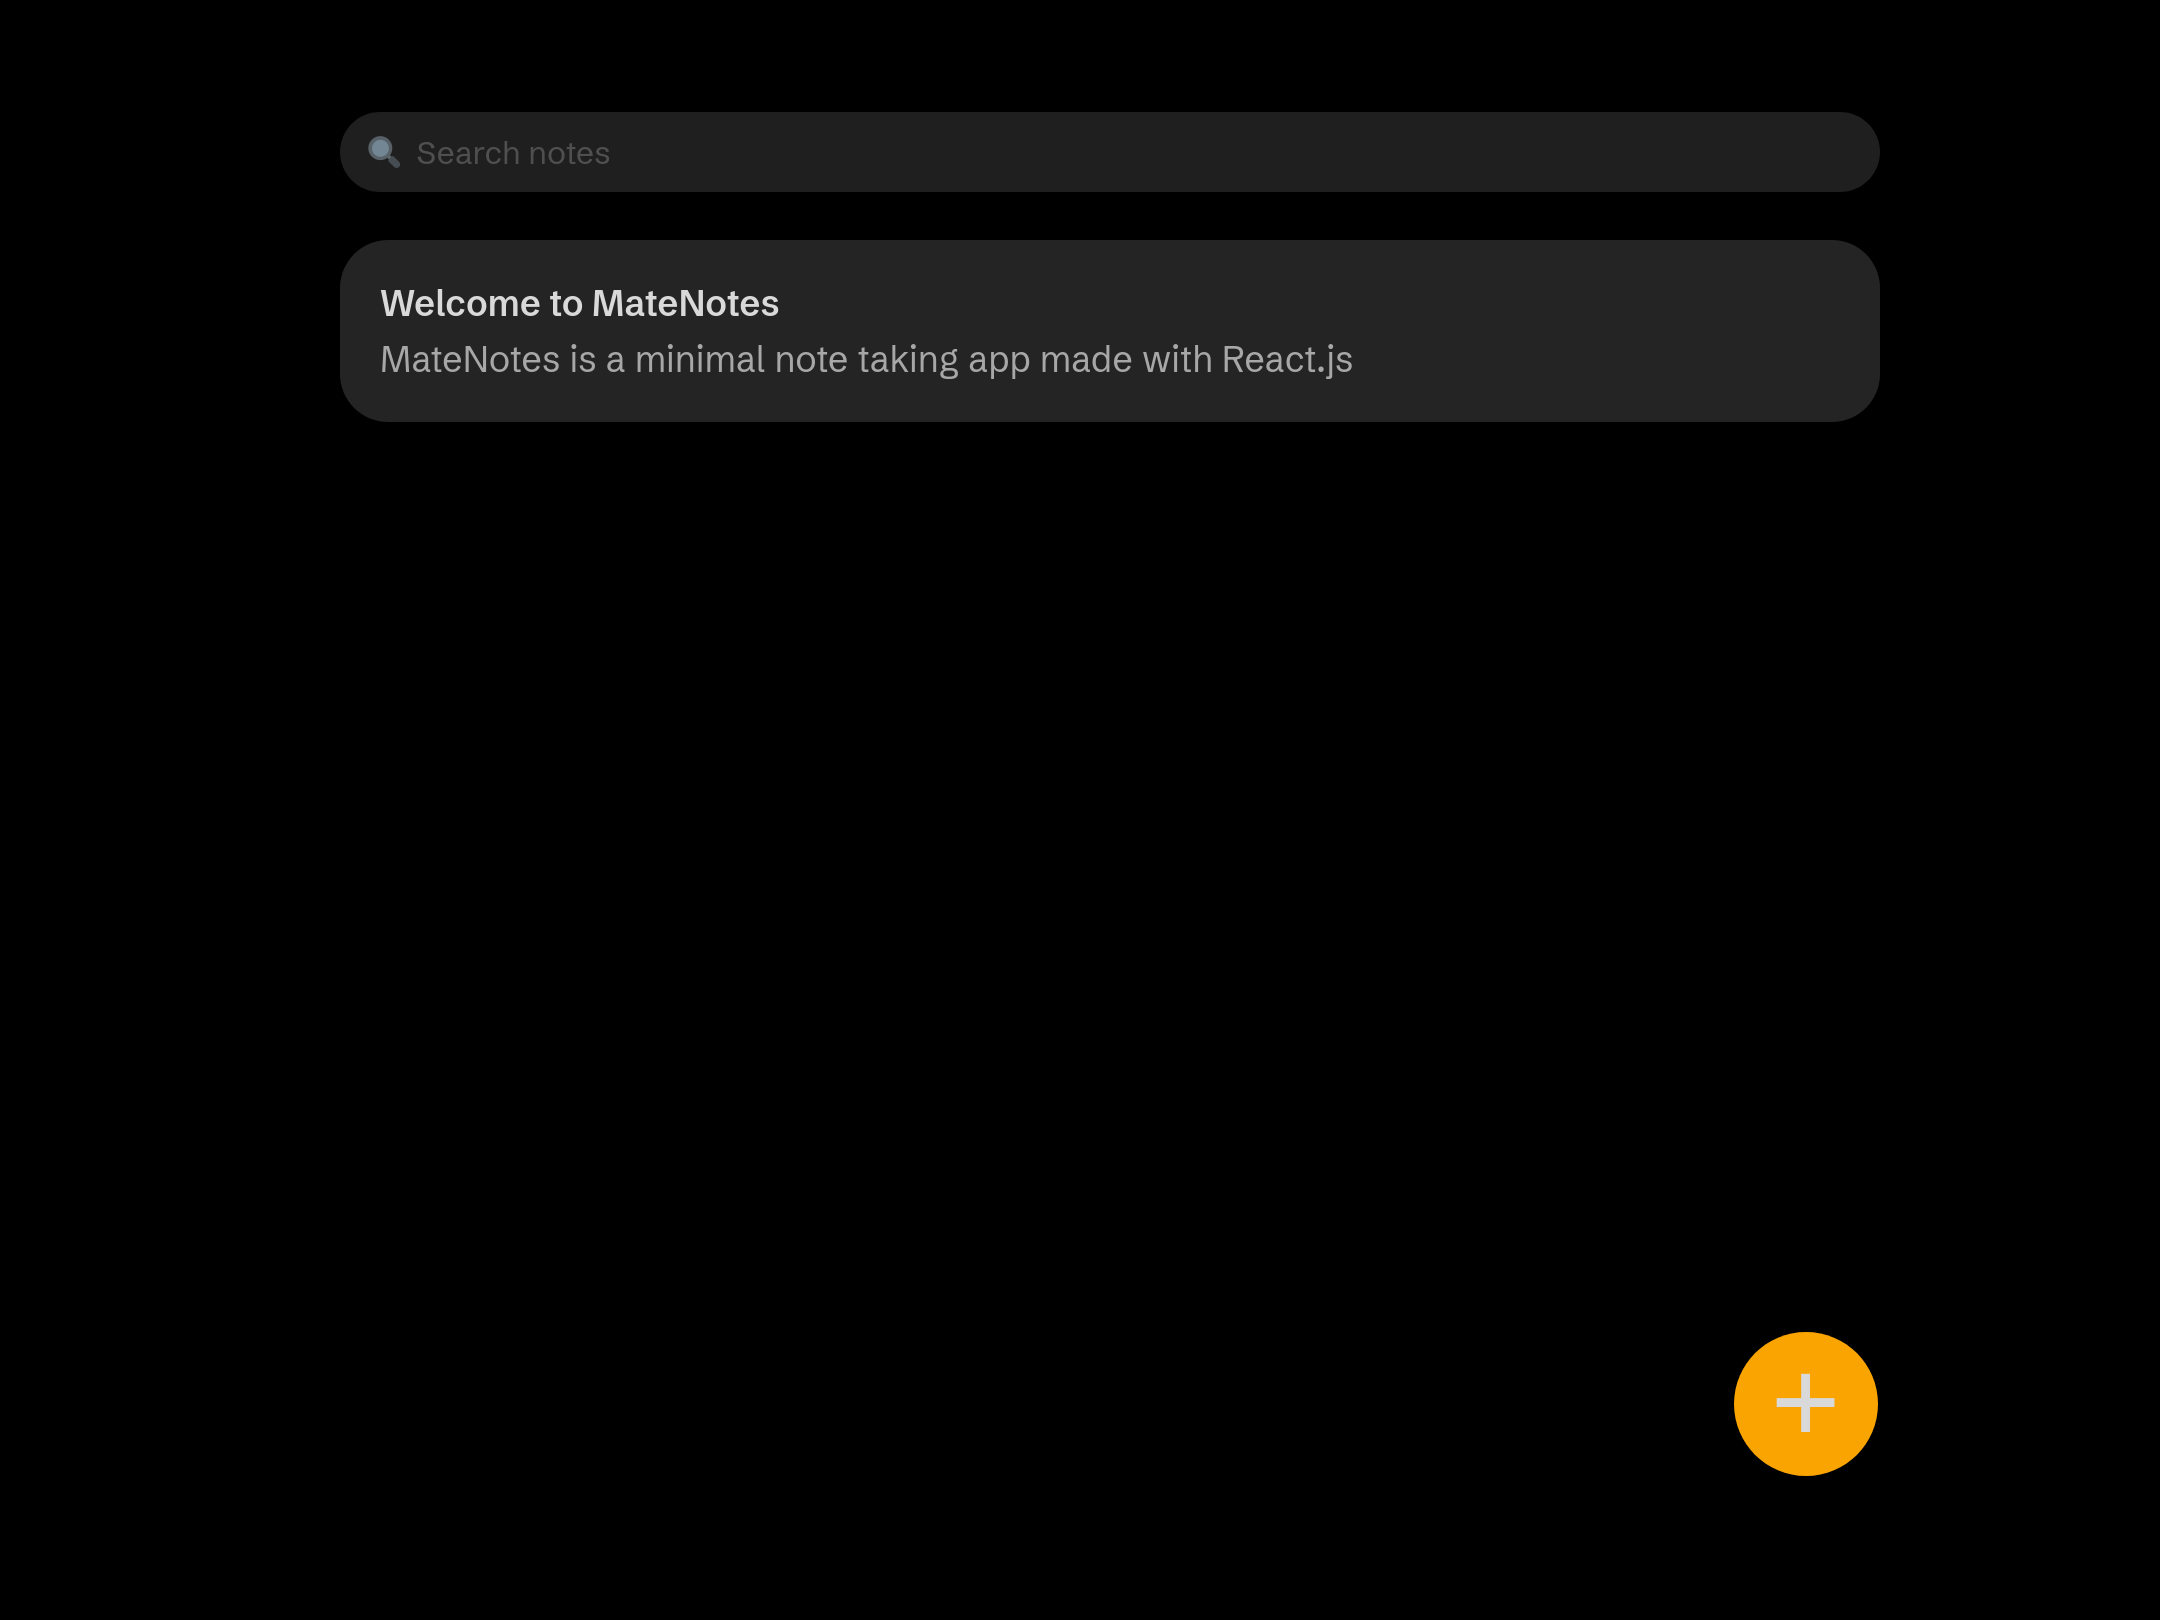 Search notes
Welcome to MateNotes
MateNotes is a minimal note taking app made with React.js